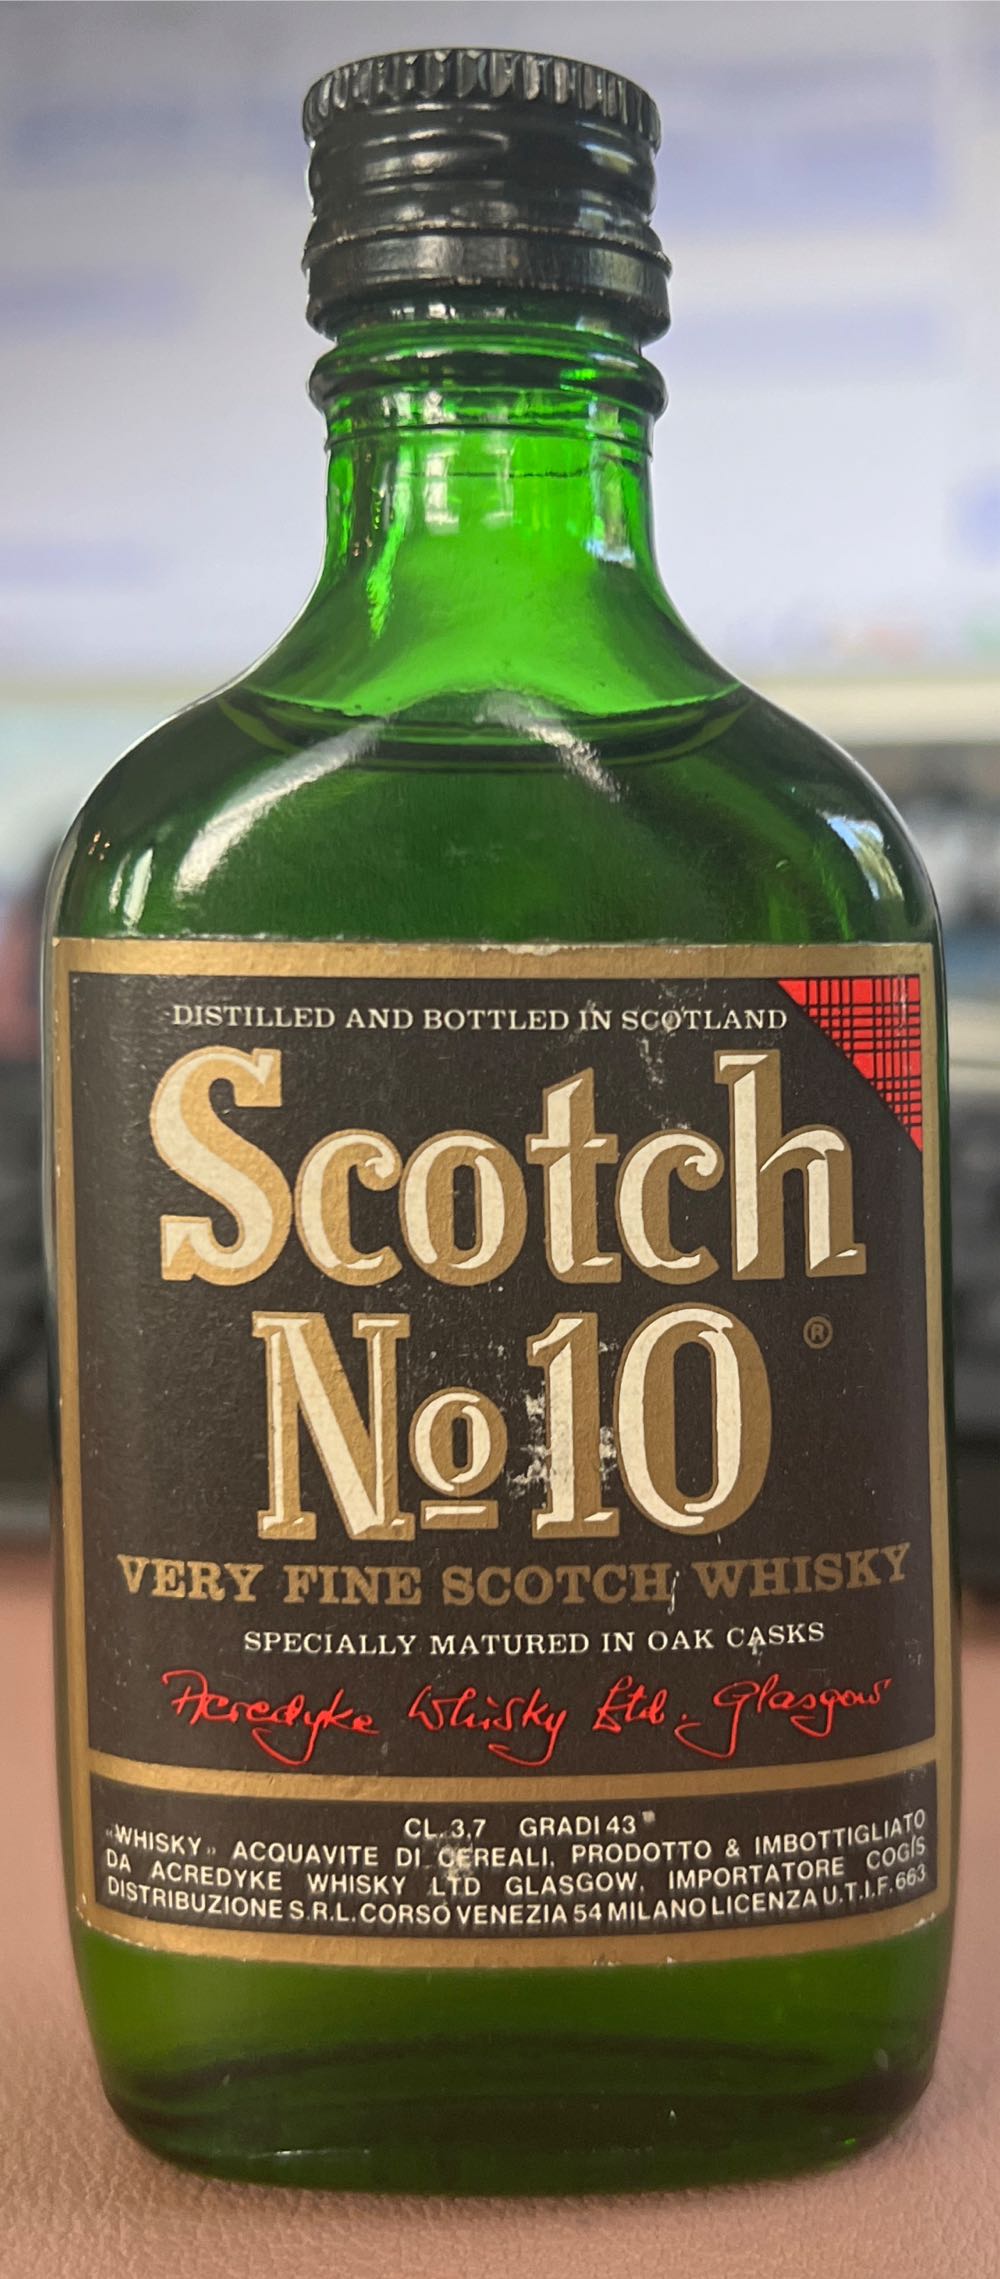 DISTILLED AND BOTTLED IN SCOTLAND
Scotch
No 10 ®
VERY FINE SCOTCH WHISKY
SPECIALLY MATURED IN OAK CASKS
Acredyke Whisky Ltd. Glasgow
CL. 3,7 GRADI 43°
"WHISKY" ACQUAVITE DI CEREALI, PRODOTTO & IMBOTTIGLIATO
DA ACREDYKE WHISKY LTD GLASGOW, IMPORTATORE COGIS
DISTRIBUZIONE S.R.L. CORSO VENEZIA 54 MILANO LICENZA U.T.I.F. 663